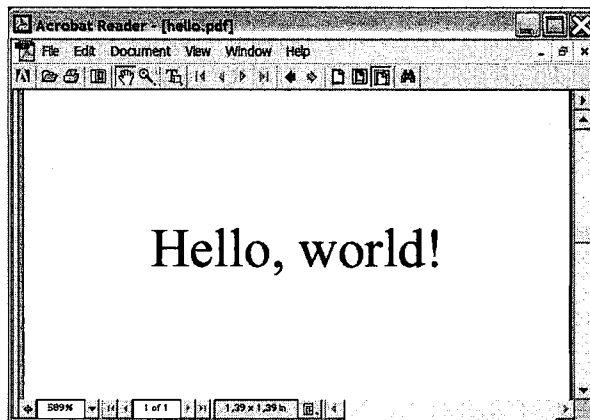 Acrobat Reader - [hello.pdf]
File Edit Document View Window Help
Hello, world!
589% 1 of 1 1,39 x 1,39 in